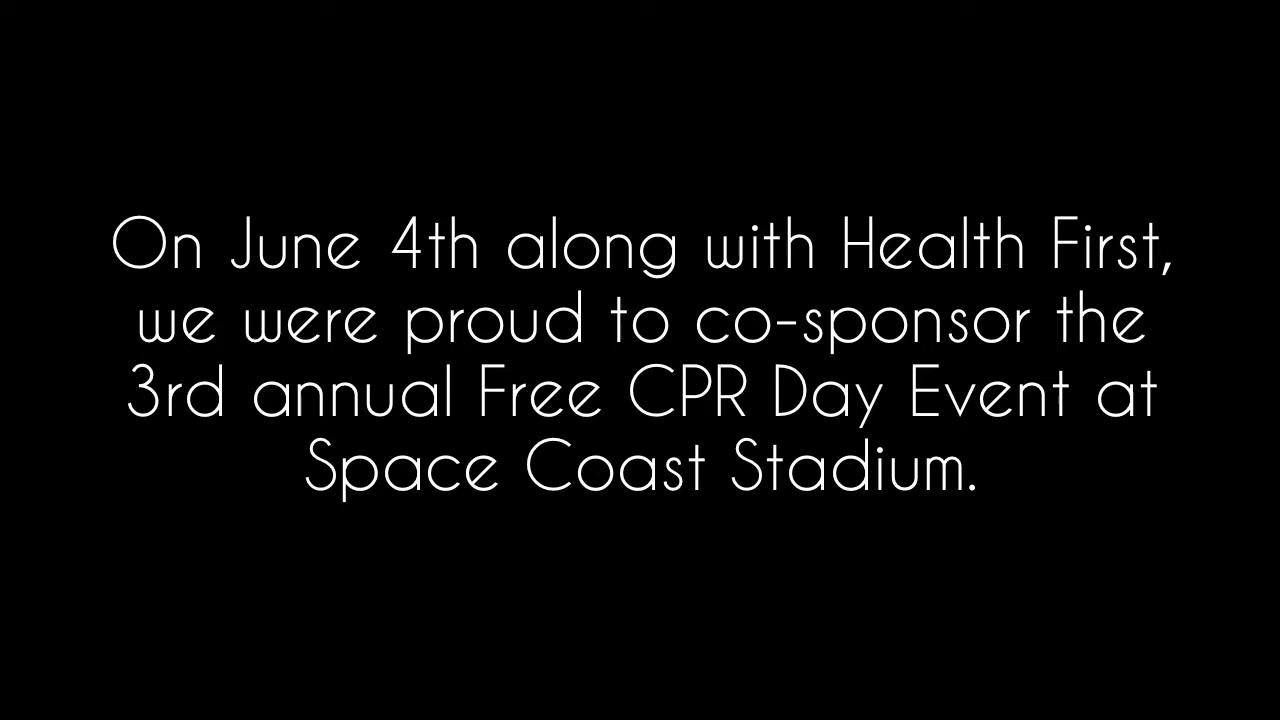 On June 4th along with Health First,
we were proud to co-sponsor the
3rd annual Free CPR Day Event at
Space Coast Stadium.